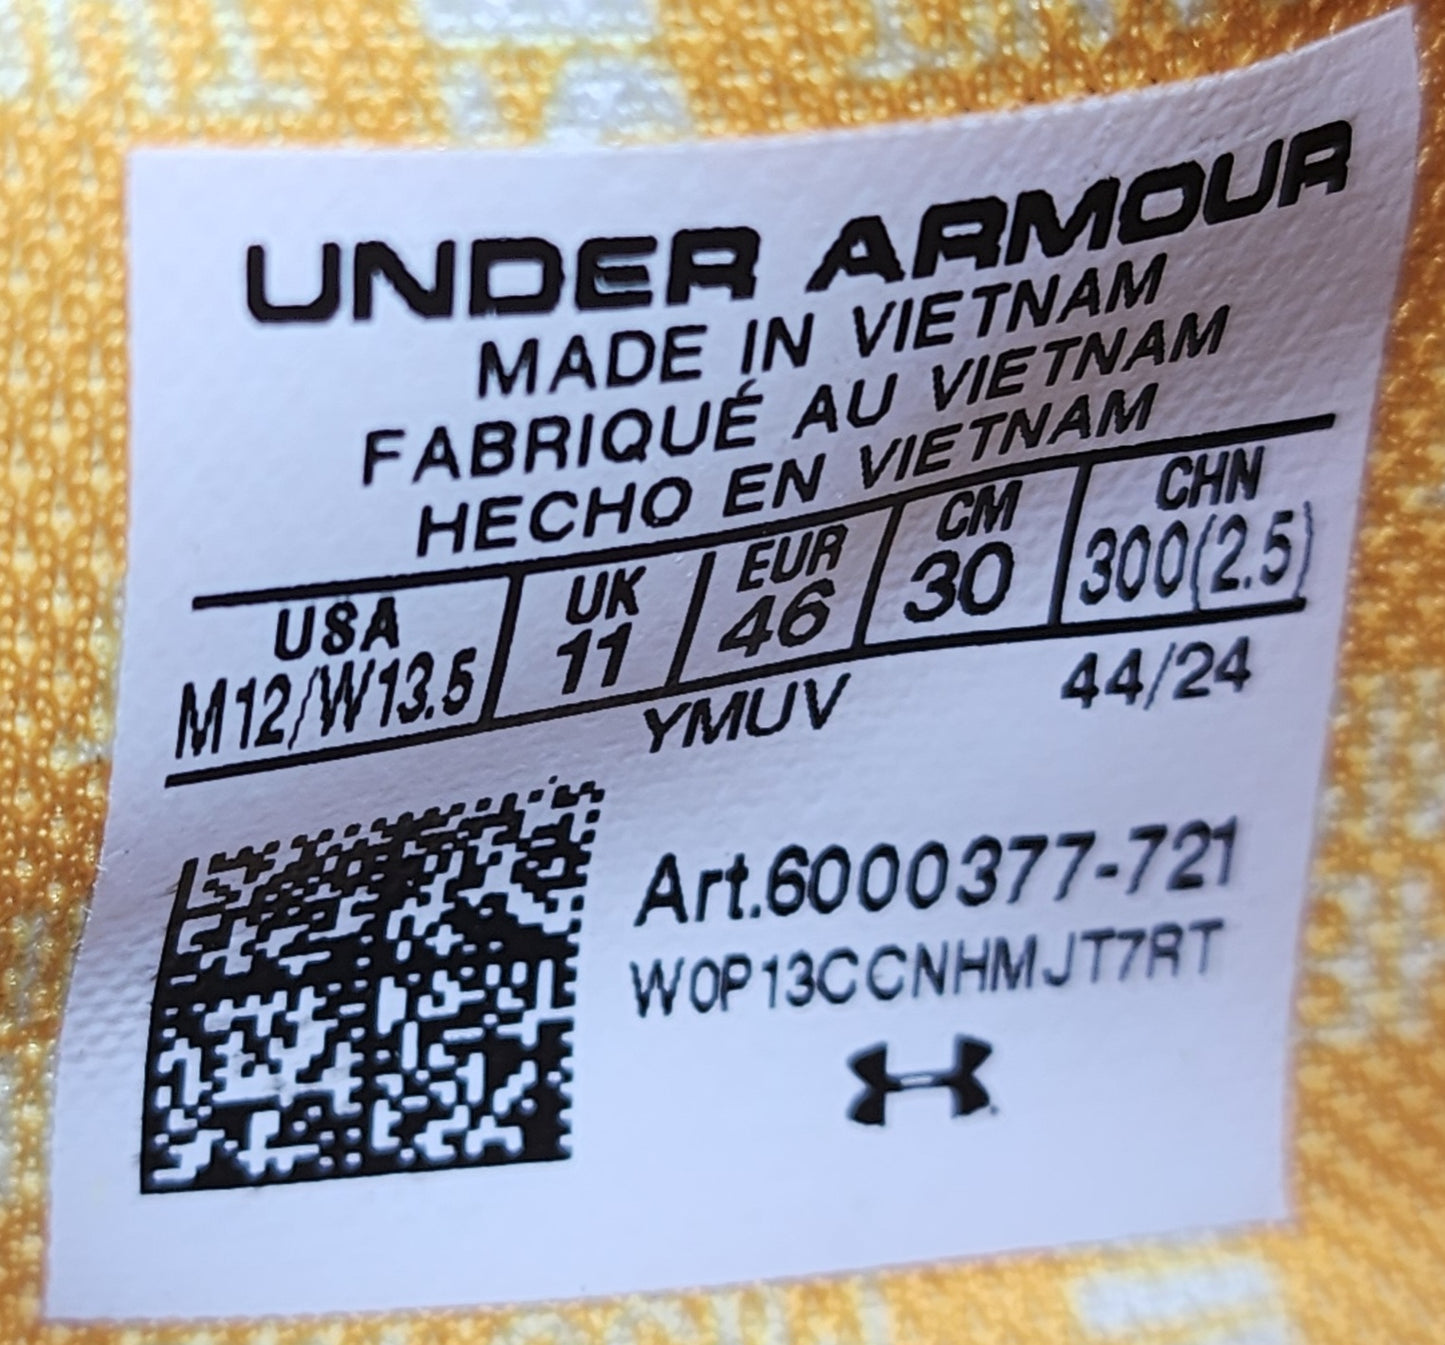 UNDER ARMOUR
MADE IN VIETNAM
FABRIQUÉ AU VIETNAM
HECHO EN VIETNAM
USA UK EUR CM CHN
M12/W13.5 11 46 30 300(2.5)
YMUV 44/24
Art.6000377-721
W0P13CCNHMJT7RT